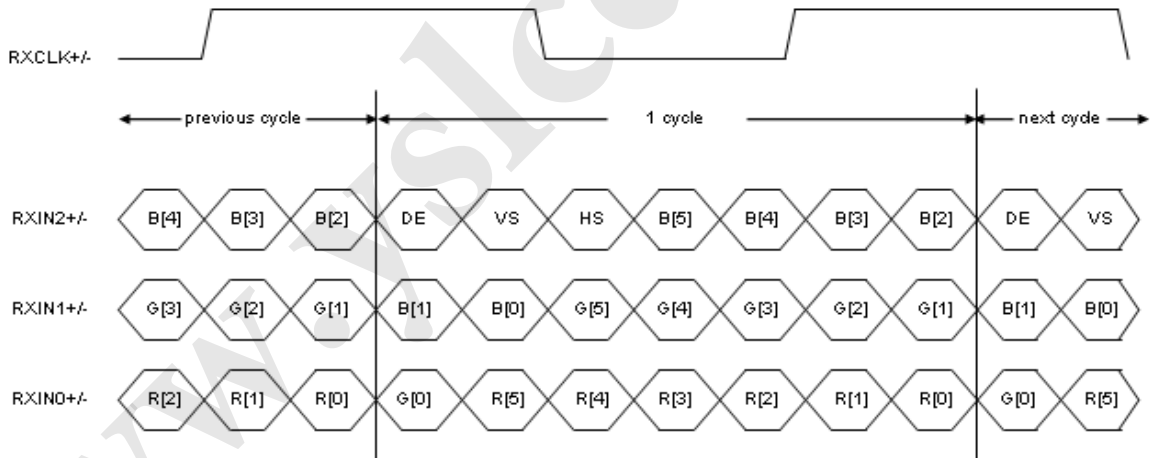 RXCLK+/-
previous cycle 1 cycle next cycle
RXIN2+/- B[4] B[3] B[2] DE VS HS B[5] B[4] B[3] B[2] DE VS
RXIN1+/- G[3] G[2] G[1] B[1] B[0] G[5] G[4] G[3] G[2] G[1] B[1] B[0]
RXIN0+/- R[2] R[1] R[0] G[0] R[5] R[4] R[3] R[2] R[1] R[0] G[0] R[5]
www.yslco